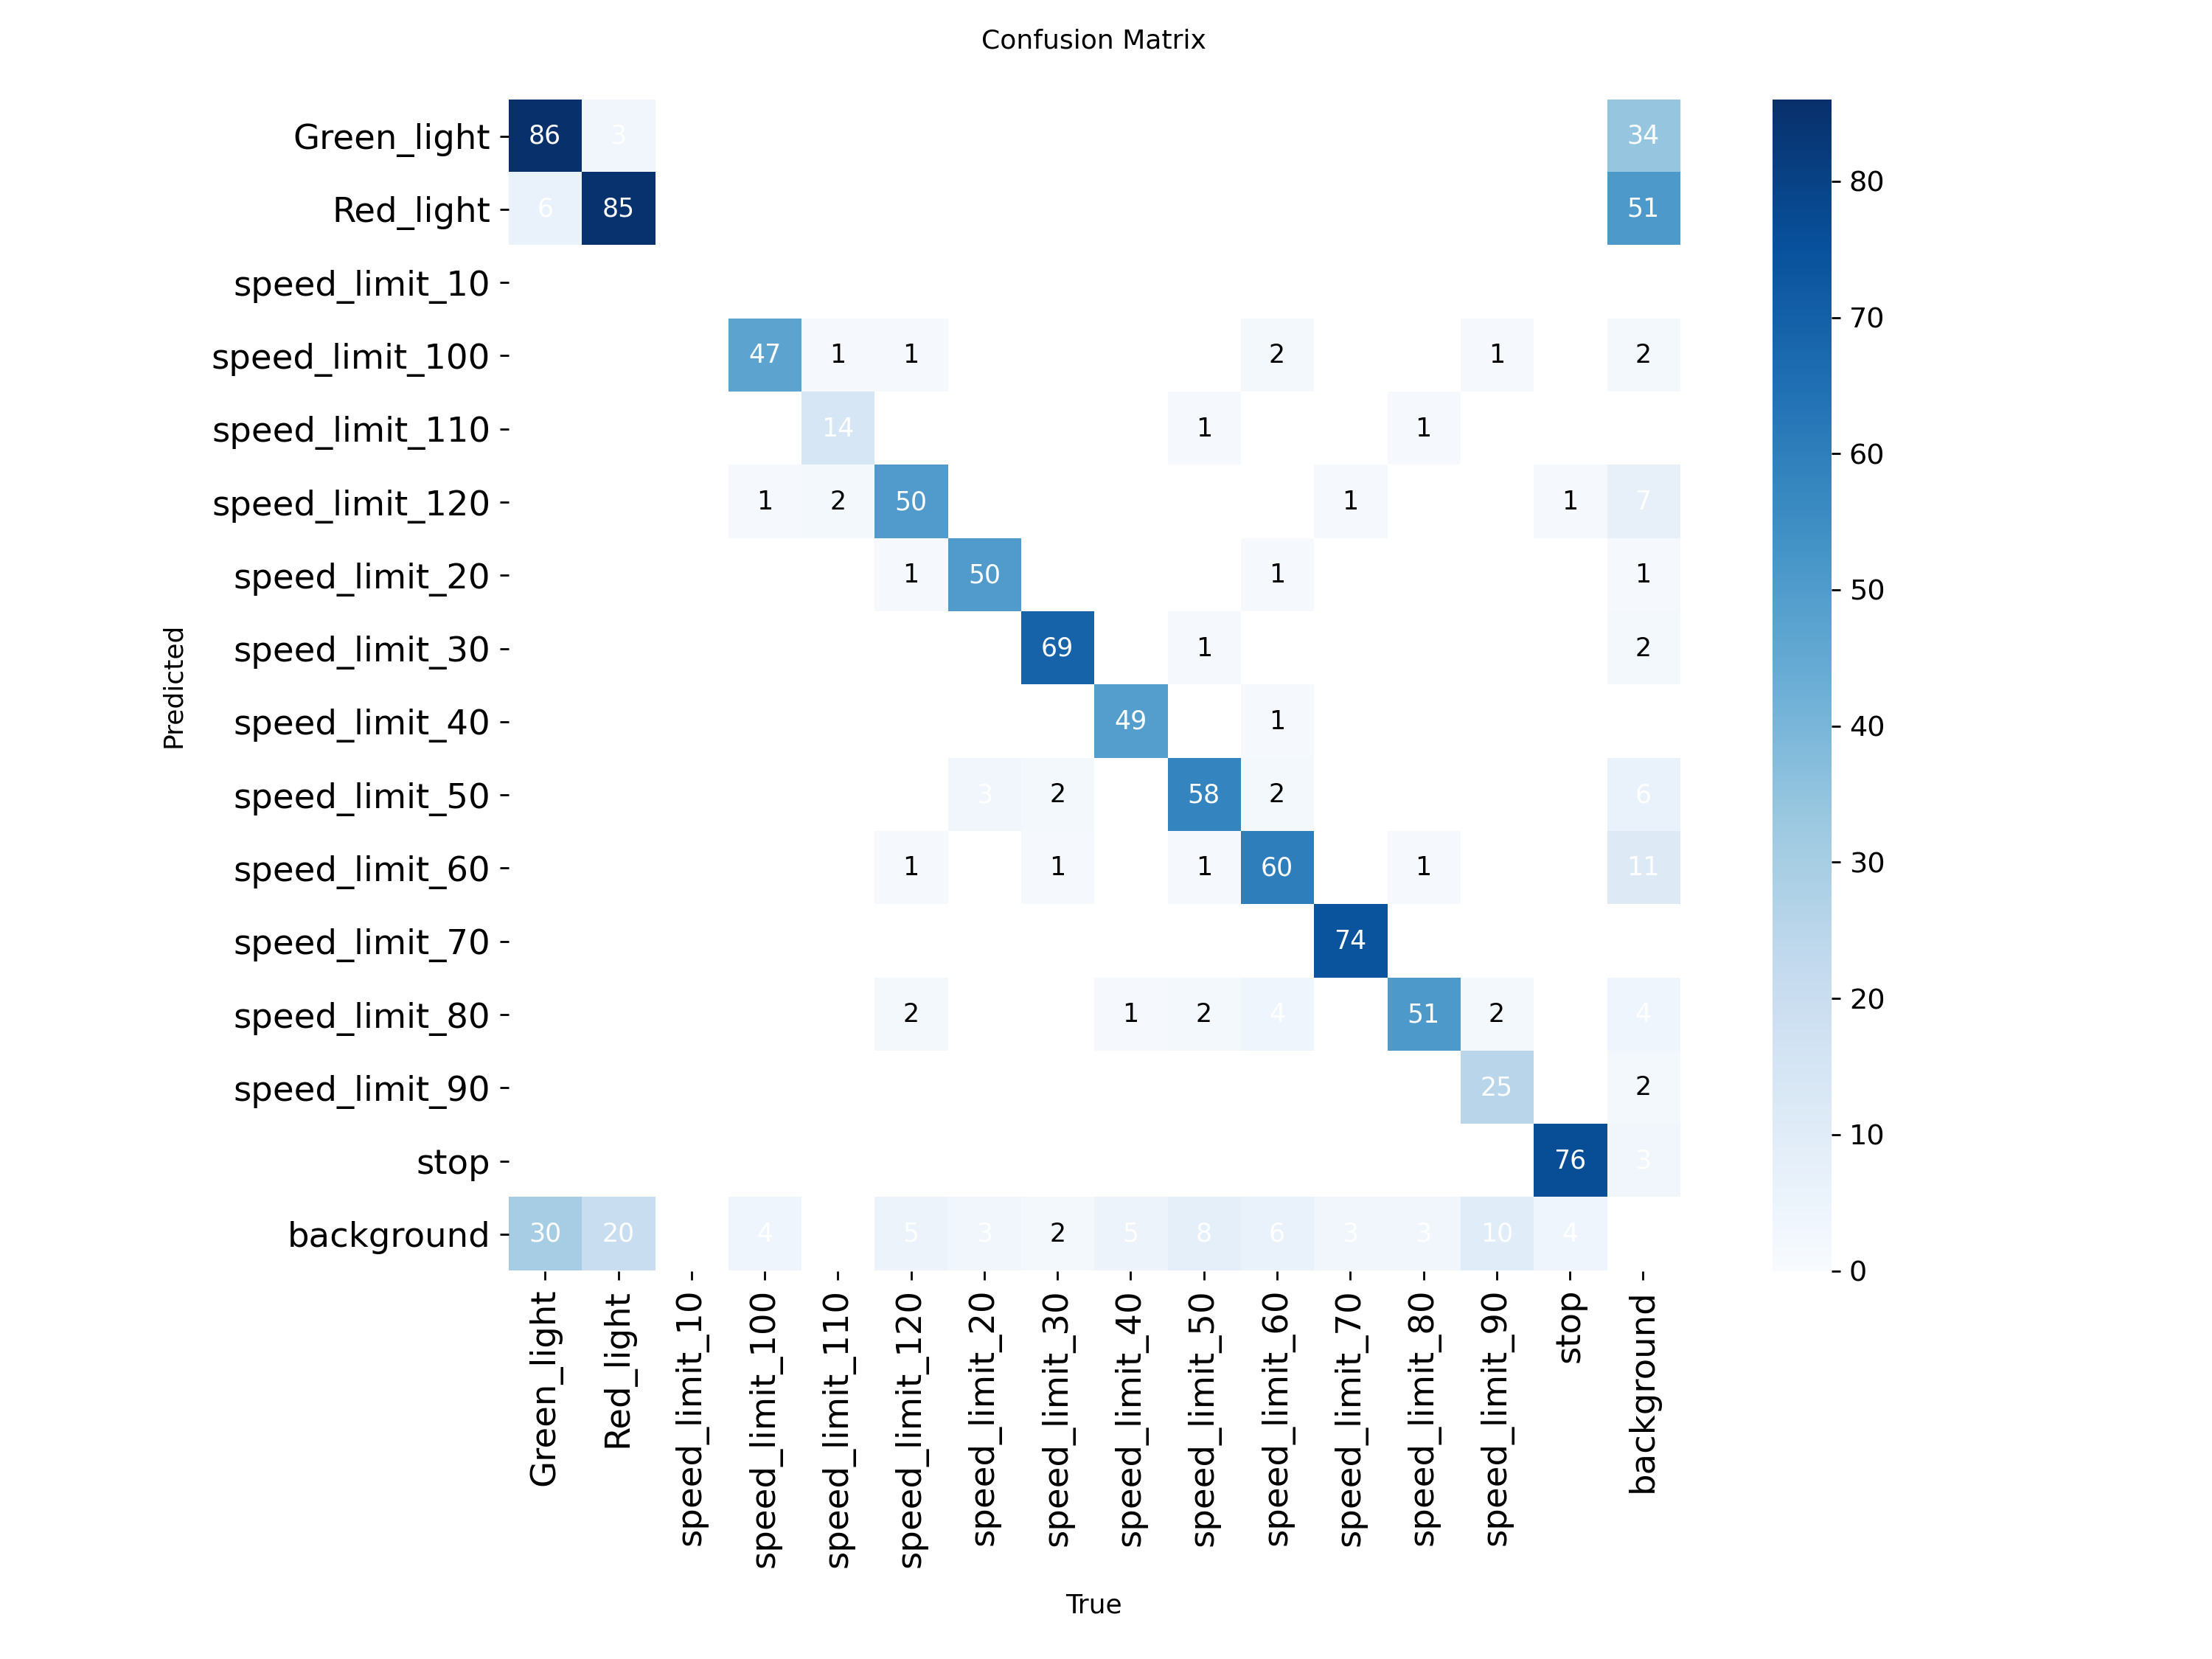 Confusion Matrix
Green_light 86 3 34
Red_light 6 85 51
speed_limit_10
speed_limit_100 47 1 1 2 1 2
speed_limit_110 14 1 1
speed_limit_120 1 2 50 1 1 7
speed_limit_20 1 50 1 1
speed_limit_30 69 1 2
speed_limit_40 49 1
speed_limit_50 3 2 58 2 6
speed_limit_60 1 1 1 60 1 11
speed_limit_70 74
speed_limit_80 2 1 2 4 51 2 4
speed_limit_90 25 2
stop 76 3
background 30 20 4 5 3 2 5 8 6 3 3 10 4
Predicted
Green_light
Red_light
speed_limit_10
speed_limit_100
speed_limit_110
speed_limit_120
speed_limit_20
speed_limit_30
speed_limit_40
speed_limit_50
speed_limit_60
speed_limit_70
speed_limit_80
speed_limit_90
stop
background
True
80
70
60
50
40
30
20
10
0